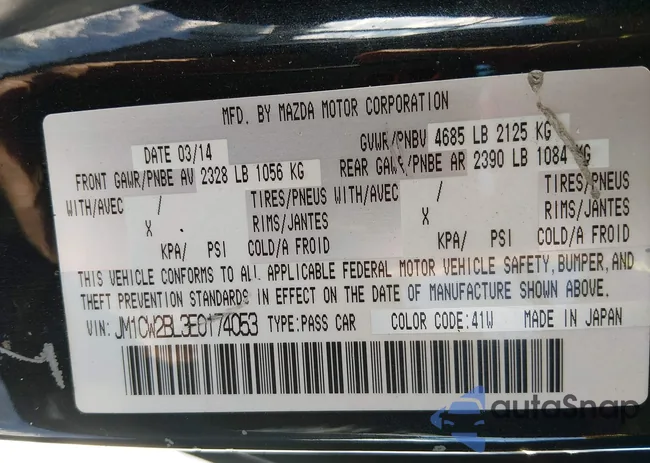 MFD. BY MAZDA MOTOR CORPORATION
DATE 03/14 GVWR/PNBV 4685 LB 2125 KG
FRONT GAWR/PNBE AV 2328 LB 1056 KG REAR GAWR/PNBE AR 2390 LB 1084 KG
WITH/AVEC / TIRES/PNEUS WITH/AVEC / TIRES/PNEUS
X RIMS/JANTES X RIMS/JANTES
KPA/ PSI COLD/A FROID KPA/ PSI COLD/A FROID
THIS VEHICLE CONFORMS TO ALL APPLICABLE FEDERAL MOTOR VEHICLE SAFETY, BUMPER, AND
THEFT PREVENTION STANDARDS IN EFFECT ON THE DATE OF MANUFACTURE SHOWN ABOVE.
VIN: JM1CW2BL3E0174053 TYPE:PASS CAR COLOR CODE:41W MADE IN JAPAN
autoSnap